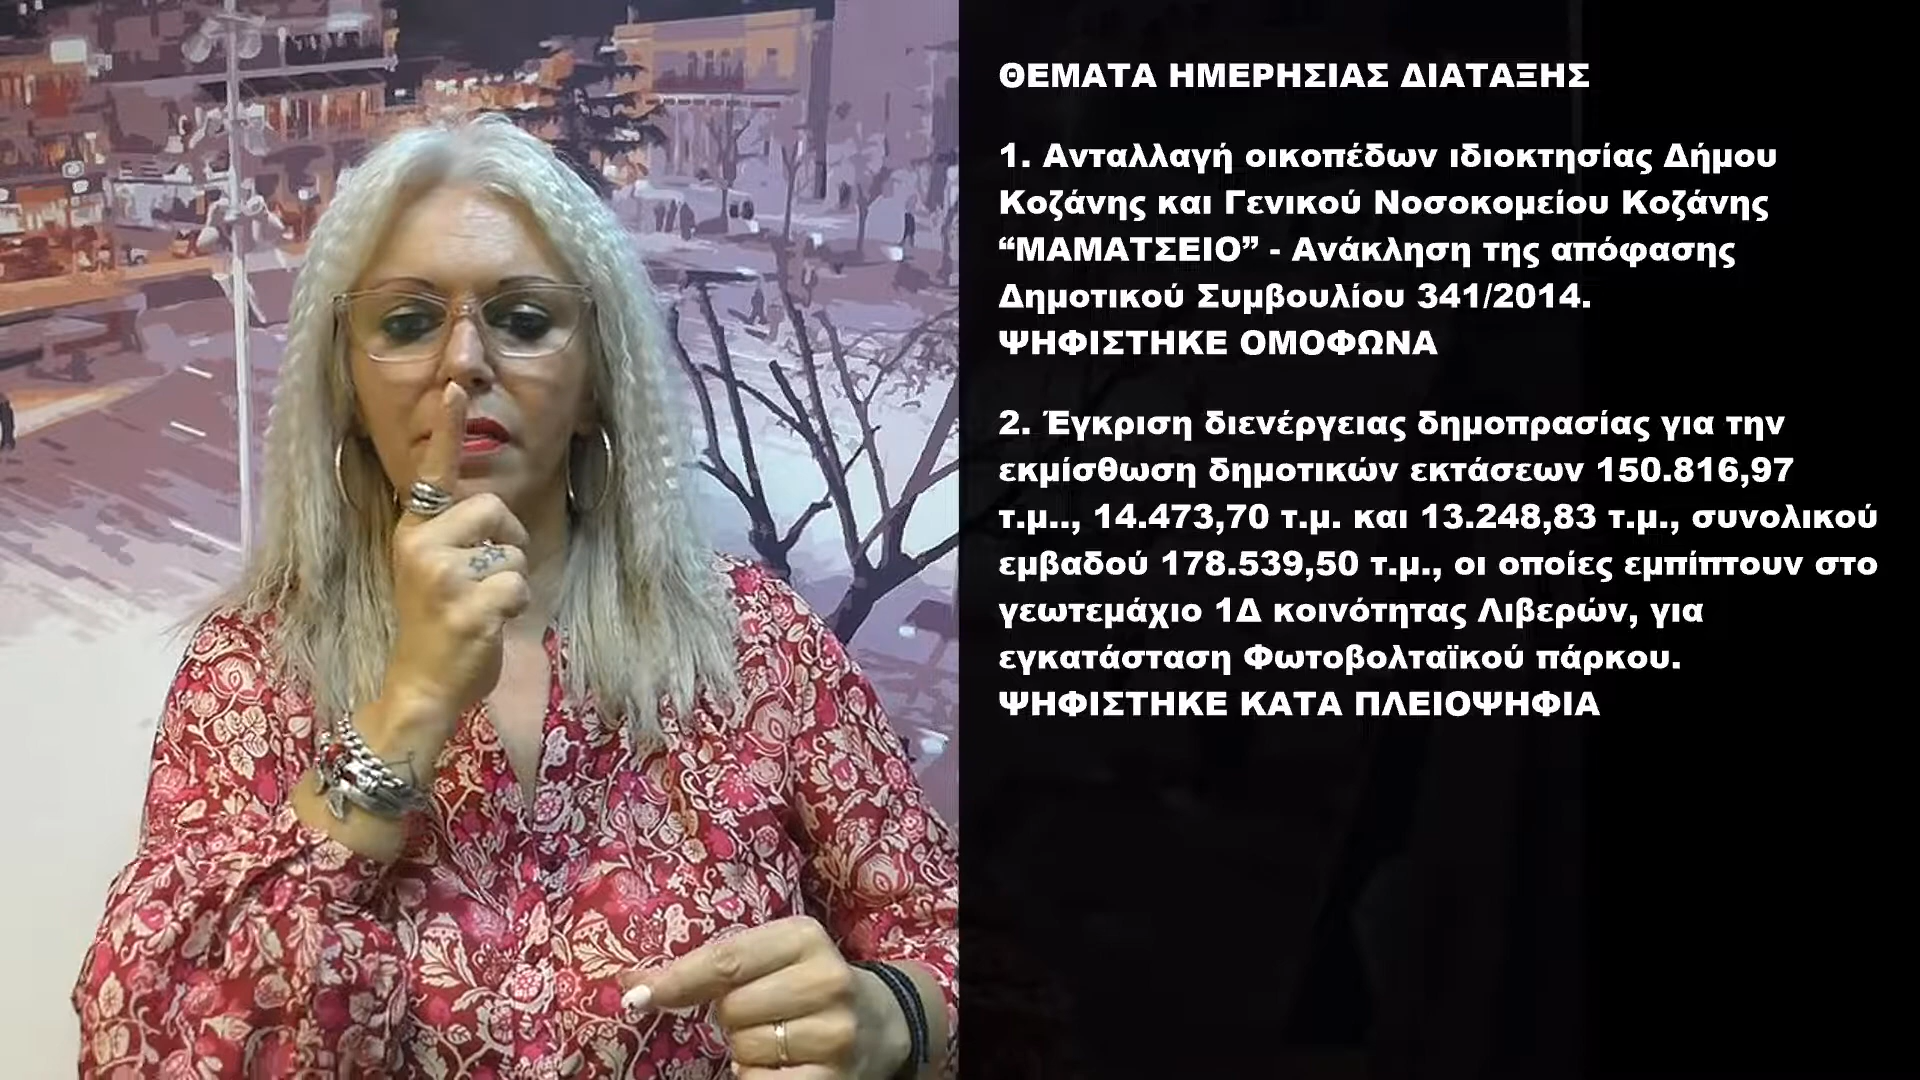 ΘΕΜΑΤΑ ΗΜΕΡΗΣΙΑΣ ΔΙΑΤΑΞΗΣ
1. Ανταλλαγή οικοπέδων ιδιοκτησίας Δήμου
Κοζάνης και Γενικού Νοσοκομείου Κοζάνης
“ΜΑΜΑΤΣΕΙΟ” - Ανάκληση της απόφασης
Δημοτικού Συμβουλίου 341/2014.
ΨΗΦΙΣΤΗΚΕ ΟΜΟΦΩΝΑ
2. Έγκριση διενέργειας δημοπρασίας για την
εκμίσθωση δημοτικών εκτάσεων 150.816,97
τ.μ.., 14.473,70 τ.μ. και 13.248,83 τ.μ., συνολικού
εμβαδού 178.539,50 τ.μ., οι οποίες εμπίπτουν στο
γεωτεμάχιο 1Δ κοινότητας Λιβερών, για
εγκατάσταση Φωτοβολταϊκού πάρκου.
ΨΗΦΙΣΤΗΚΕ ΚΑΤΑ ΠΛΕΙΟΨΗΦΙΑ